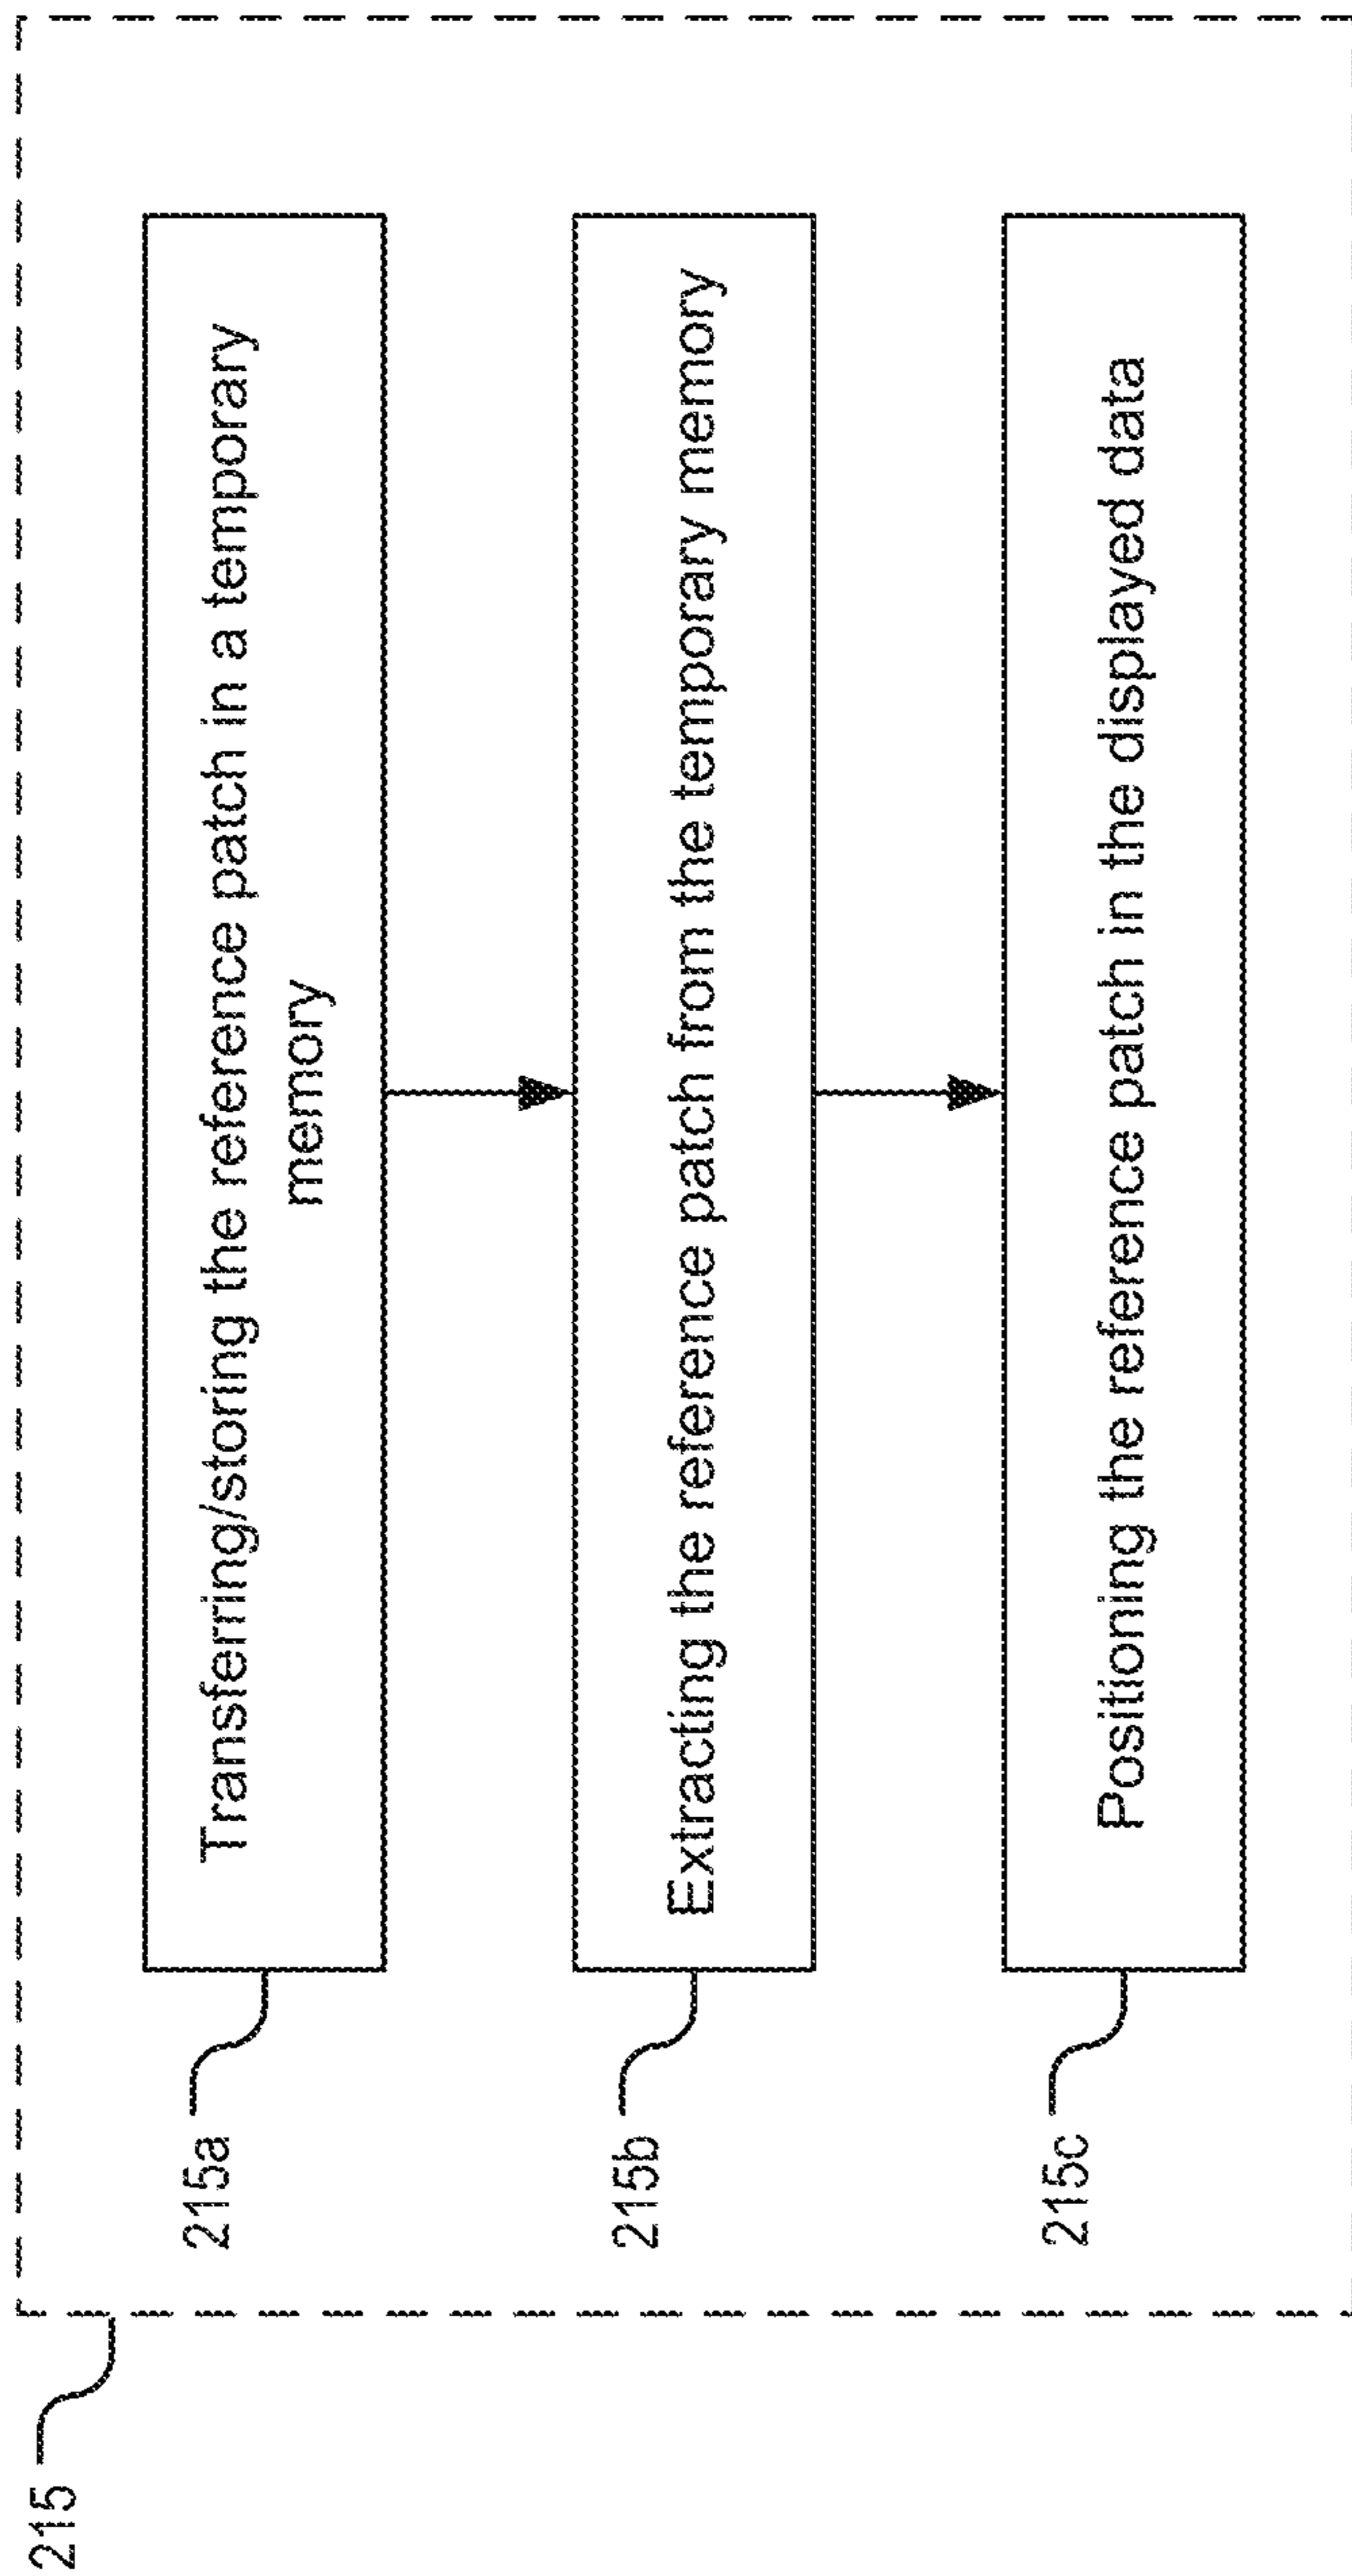 215
215a
Transferring/storing the reference patch in a temporary
memory
215b
Extracting the reference patch from the temporary memory
215c
Positioning the reference patch in the displayed data